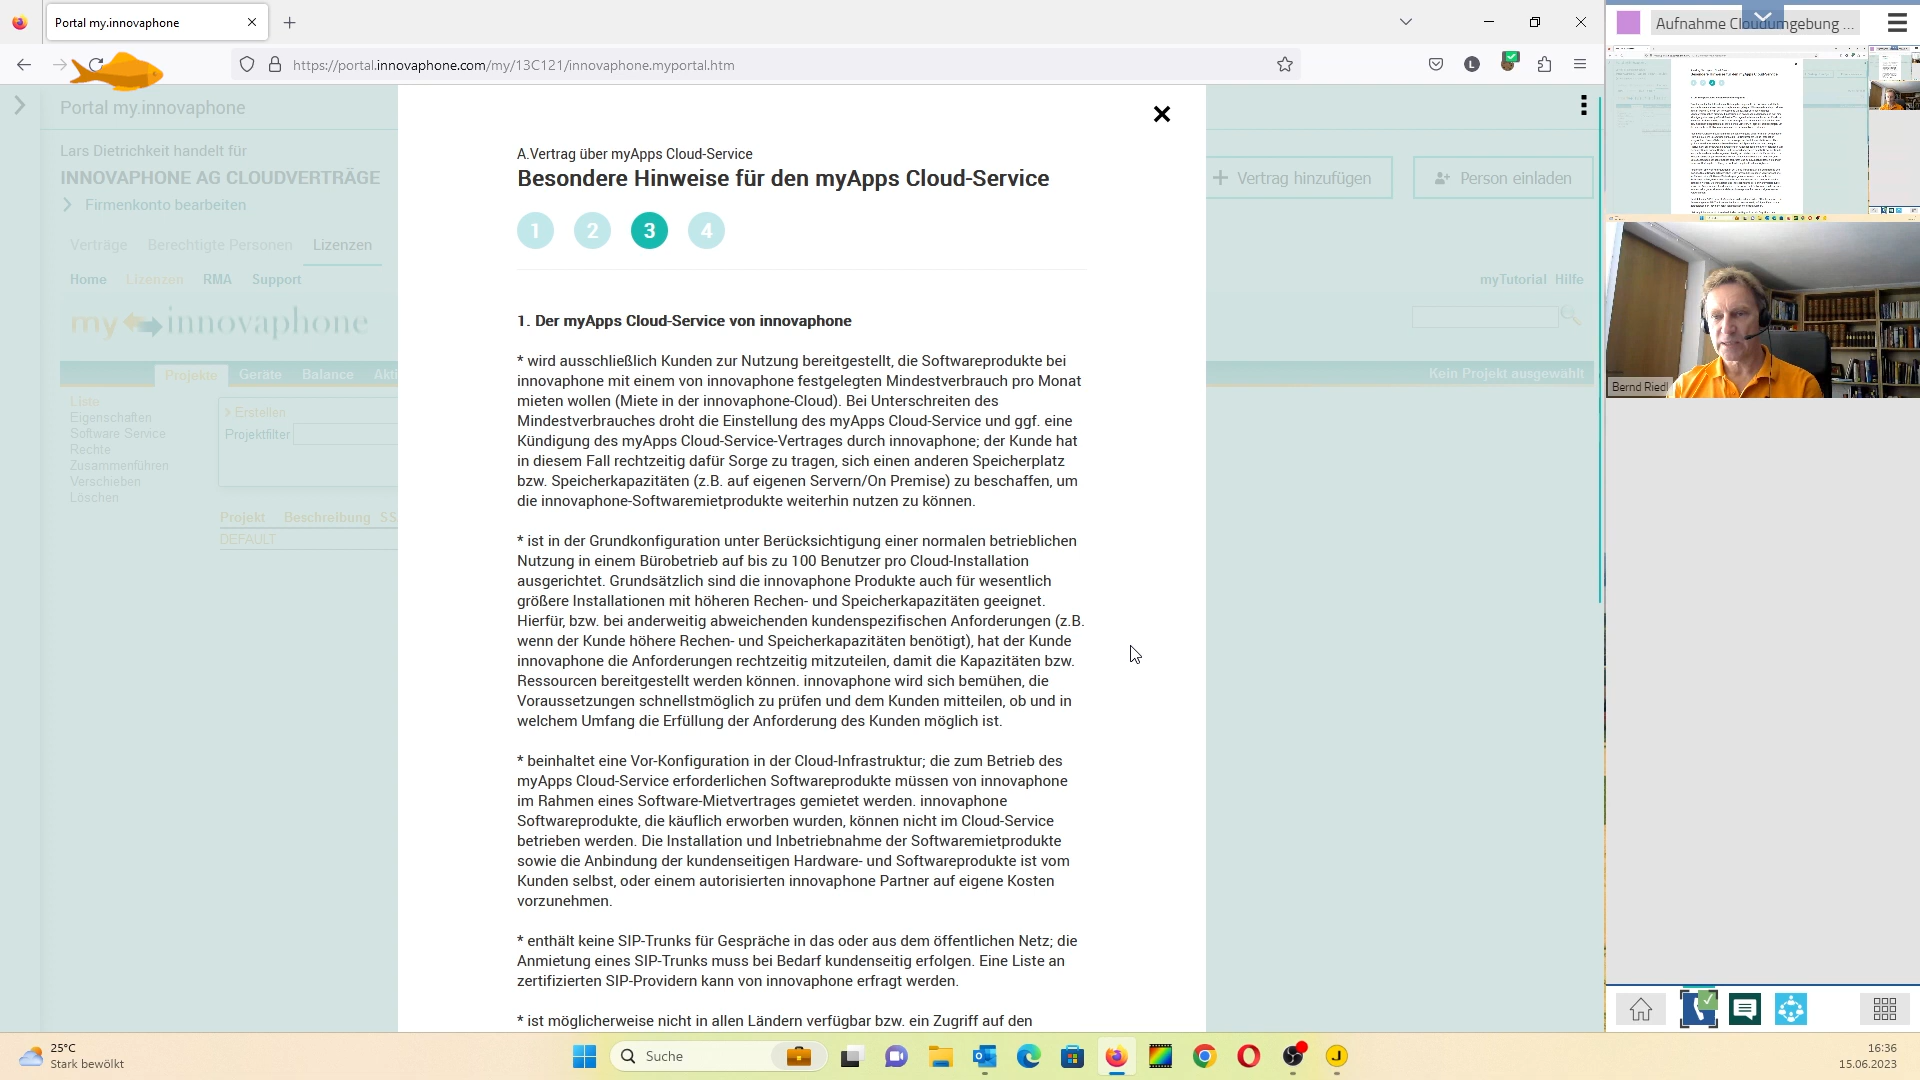 Portal my.innovaphone
https://portal.innovaphone.com/my/13C121/innovaphone.myportal.htm
Aufnahme Cloudumgebung ...
Portal my.innovaphone
Lars Dietrichkeit handelt für
INNOVAPHONE AG CLOUDVERTRÄGE
Firmenkonto bearbeiten
Verträge Berechtigte Personen Lizenzen
Home Lizenzen RMA Support
my innovaphone
Projekte Geräte Balance Akti
Liste
Eigenschaften
Software Service
Rechte
Zusammenführen
Verschieben
Löschen
Erstellen
Projektfilter
Projekt Beschreibung SS
DEFAULT
A.Vertrag über myApps Cloud-Service
Besondere Hinweise für den myApps Cloud-Service
1 2 3 4
1. Der myApps Cloud-Service von innovaphone
* wird ausschließlich Kunden zur Nutzung bereitgestellt, die Softwareprodukte bei
innovaphone mit einem von innovaphone festgelegten Mindestverbrauch pro Monat
mieten wollen (Miete in der innovaphone-Cloud). Bei Unterschreiten des
Mindestverbrauches droht die Einstellung des myApps Cloud-Service und ggf. eine
Kündigung des myApps Cloud-Service-Vertrages durch innovaphone; der Kunde hat
in diesem Fall rechtzeitig dafür Sorge zu tragen, sich einen anderen Speicherplatz
bzw. Speicherkapazitäten (z.B. auf eigenen Servern/On Premise) zu beschaffen, um
die innovaphone-Softwaremietprodukte weiterhin nutzen zu können.
* ist in der Grundkonfiguration unter Berücksichtigung einer normalen betrieblichen
Nutzung in einem Bürobetrieb auf bis zu 100 Benutzer pro Cloud-Installation
ausgerichtet. Grundsätzlich sind die innovaphone Produkte auch für wesentlich
größere Installationen mit höheren Rechen- und Speicherkapazitäten geeignet.
Hierfür, bzw. bei anderweitig abweichenden kundenspezifischen Anforderungen (z.B.
wenn der Kunde höhere Rechen- und Speicherkapazitäten benötigt), hat der Kunde
innovaphone die Anforderungen rechtzeitig mitzuteilen, damit die Kapazitäten bzw.
Ressourcen bereitgestellt werden können. innovaphone wird sich bemühen, die
Voraussetzungen schnellstmöglich zu prüfen und dem Kunden mitteilen, ob und in
welchem Umfang die Erfüllung der Anforderung des Kunden möglich ist.
* beinhaltet eine Vor-Konfiguration in der Cloud-Infrastruktur; die zum Betrieb des
myApps Cloud-Service erforderlichen Softwareprodukte müssen von innovaphone
im Rahmen eines Software-Mietvertrages gemietet werden. innovaphone
Softwareprodukte, die käuflich erworben wurden, können nicht im Cloud-Service
betrieben werden. Die Installation und Inbetriebnahme der Softwaremietprodukte
sowie die Anbindung der kundenseitigen Hardware- und Softwareprodukte ist vom
Kunden selbst, oder einem autorisierten innovaphone Partner auf eigene Kosten
vorzunehmen.
* enthält keine SIP-Trunks für Gespräche in das oder aus dem öffentlichen Netz; die
Anmietung eines SIP-Trunks muss bei Bedarf kundenseitig erfolgen. Eine Liste an
zertifizierten SIP-Providern kann von innovaphone erfragt werden.
* ist möglicherweise nicht in allen Ländern verfügbar bzw. ein Zugriff auf den
Vertrag hinzufügen
Person einladen
myTutorial Hilfe
Kein Projekt ausgewählt
Bernd Riedl
25°C
Stark bewölkt
Suche
16:36
15.06.2023